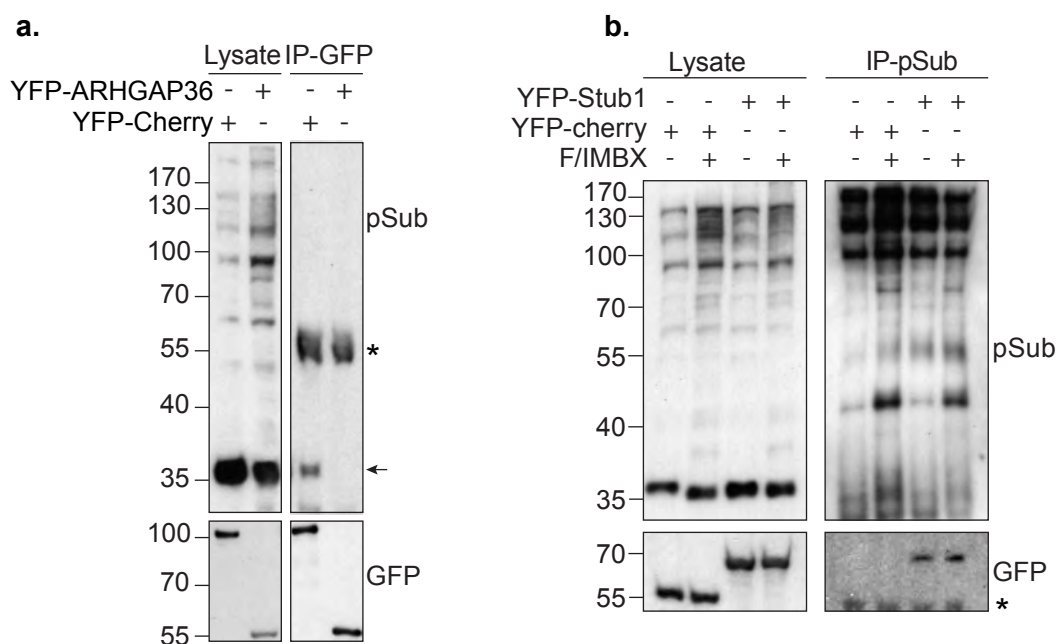 a.
Lysate IP-GFP
YFP-ARHGAP36 - + - +
YFP-Cherry + - + -
170
130
100
70
55
40
35
pSub
*
100
70
55
GFP
b.
Lysate IP-pSub
YFP-Stub1 - - + + - - + +
YFP-cherry + + - - + + - -
F/IMBX - + - + - + - +
170
130
100
70
55
40
35
pSub
70
55
GFP
*